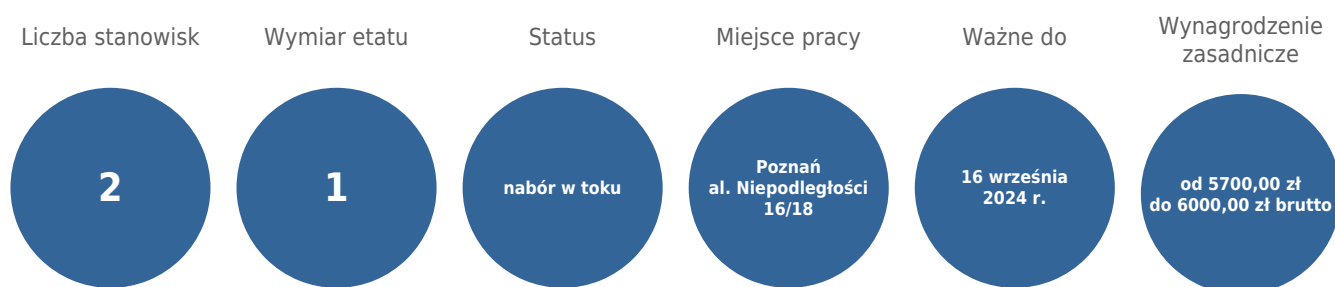 Liczba stanowisk
Wymiar etatu
Status
Miejsce pracy
Ważne do
Wynagrodzenie
zasadnicze
2
1
nabór w toku
Poznań
al. Niepodległości
16/18
16 września
2024 r.
od 5700,00 zł
do 6000,00 zł brutto